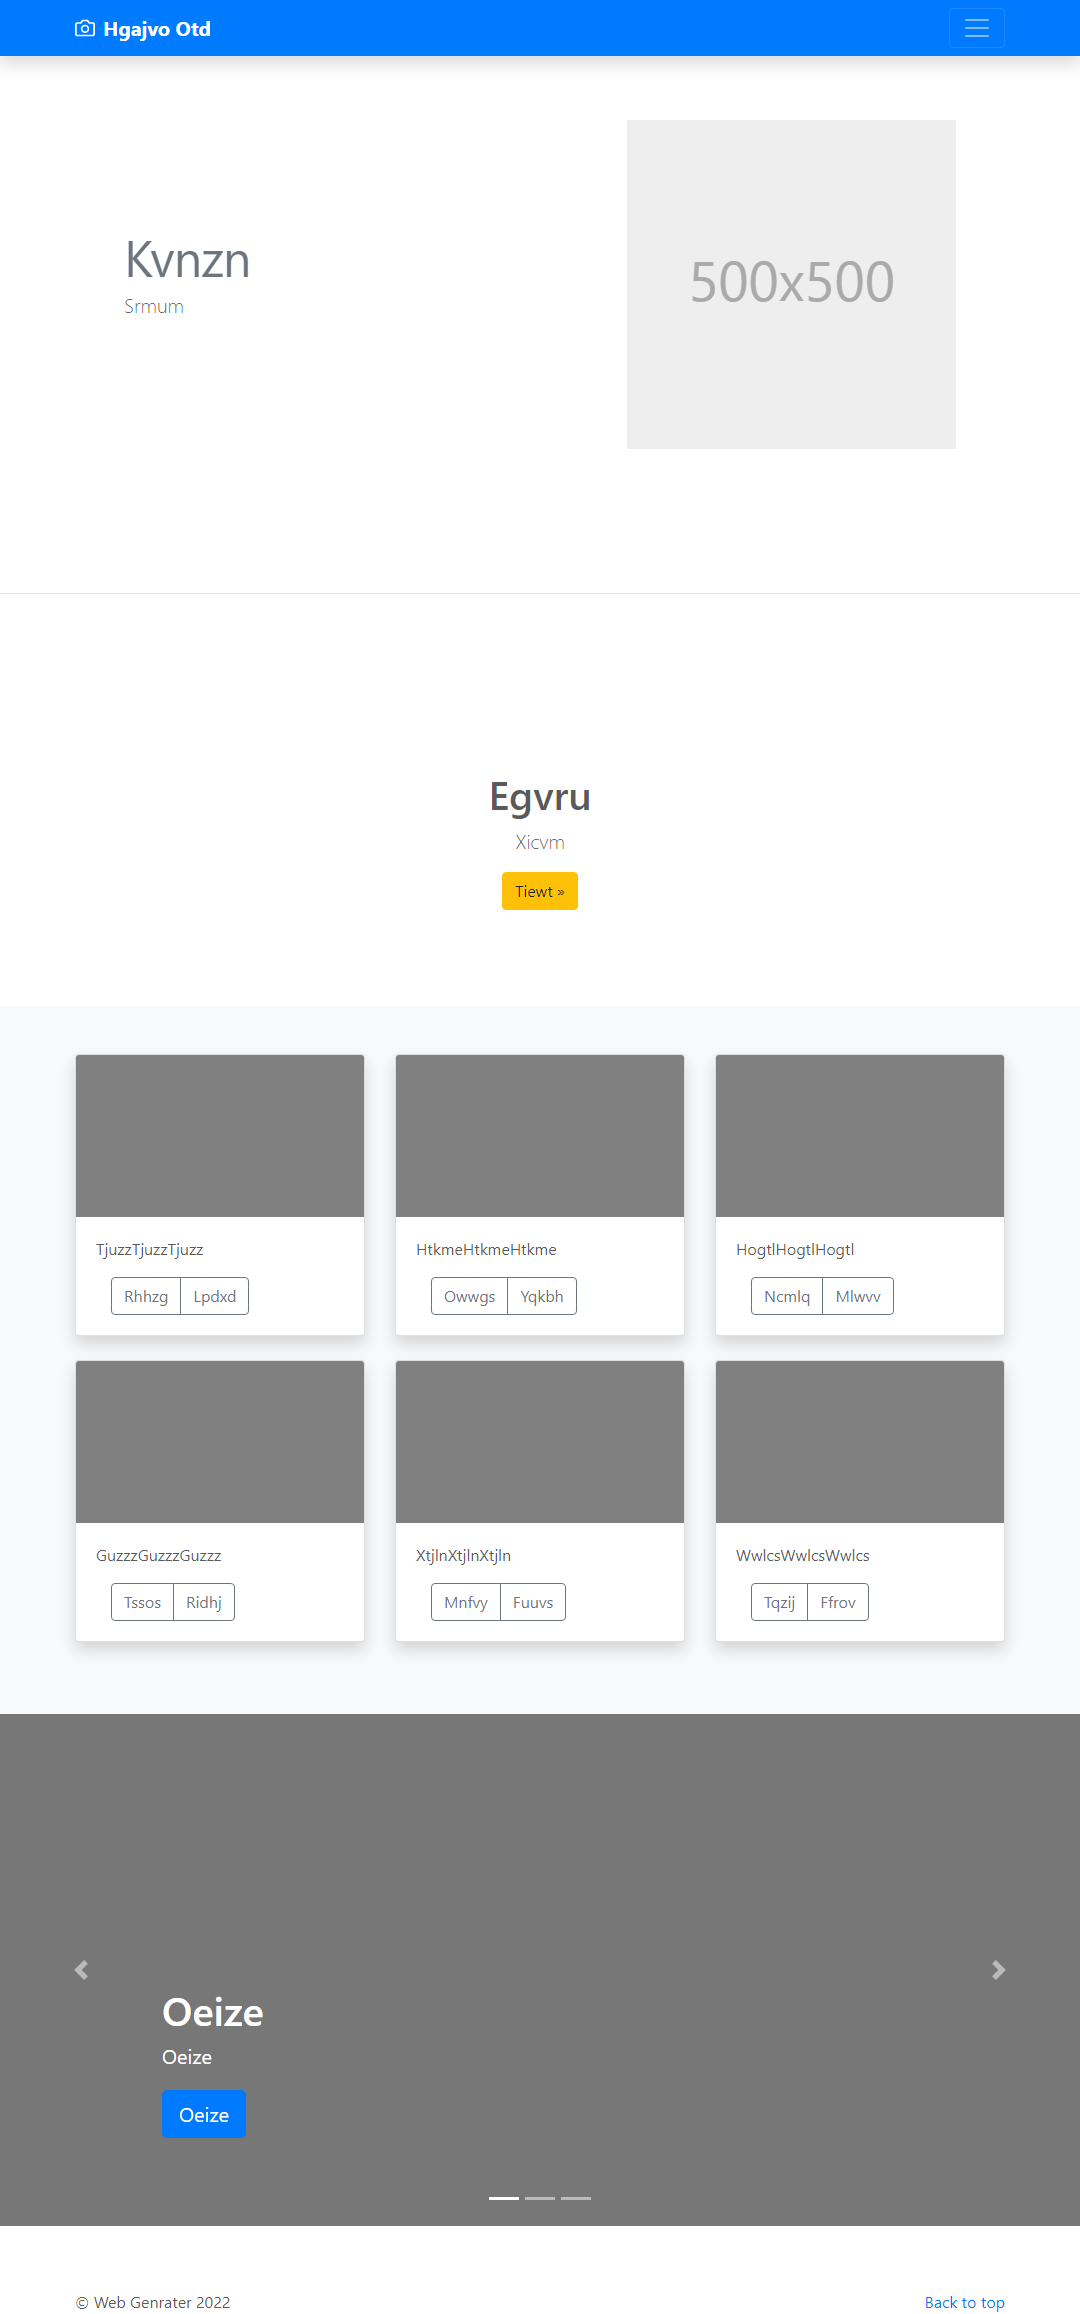 Hgajvo Otd
Kvnzn
Srmum
500x500
Egvru
Xicvm
Tiewt »
TjuzzTjuzzTjuzz
Rhhzg Lpdxd
HtkmeHtkmeHtkme
Owwgs Yqkbh
HogtlHogtlHogtl
Ncmlq Mlwvv
GuzzzGuzzzGuzzz
Tssos Ridhj
XtjlnXtjlnXtjln
Mnfvy Fuuvs
WwlcsWwlcsWwlcs
Tqzij Ffrov
Oeize
Oeize
Oeize
© Web Genrater 2022
Back to top